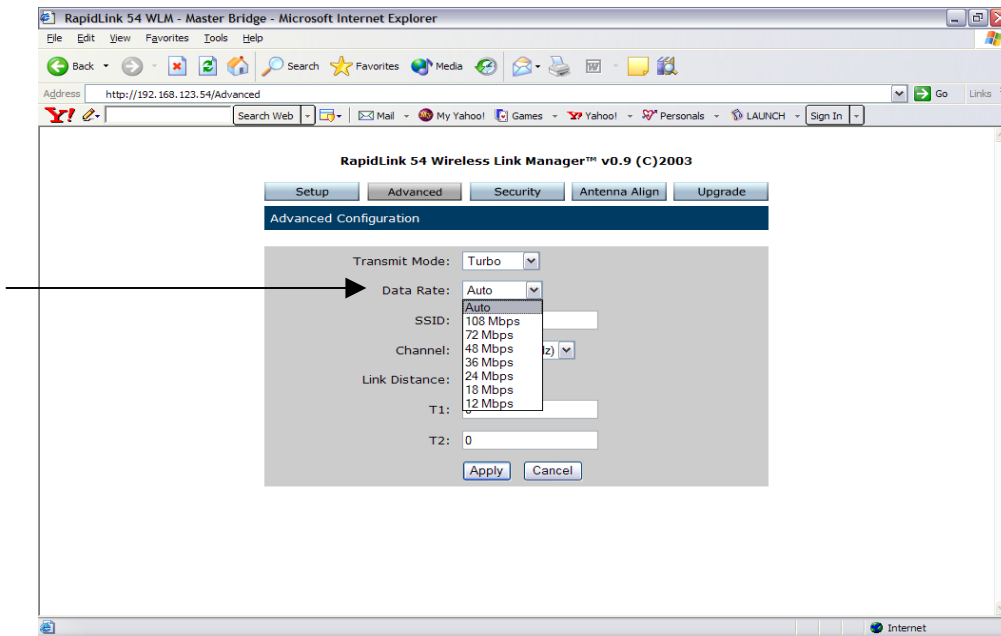 RapidLink 54 WLM - Master Bridge - Microsoft Internet Explorer
File Edit View Favorites Tools Help
Back Search Favorites Media
Address http://192.168.123.54/Advanced Go Links
Y! Search Web Mail My Yahoo! Games Yahoo! Personals LAUNCH Sign In
RapidLink 54 Wireless Link Manager™ v0.9 (C)2003
Setup Advanced Security Antenna Align Upgrade
Advanced Configuration
Transmit Mode: Turbo
Data Rate: Auto
Auto
SSID: 108 Mbps
72 Mbps
Channel: 48 Mbps lz)
36 Mbps
Link Distance: 24 Mbps
18 Mbps
T1: 12 Mbps
T2: 0
Apply Cancel
Internet